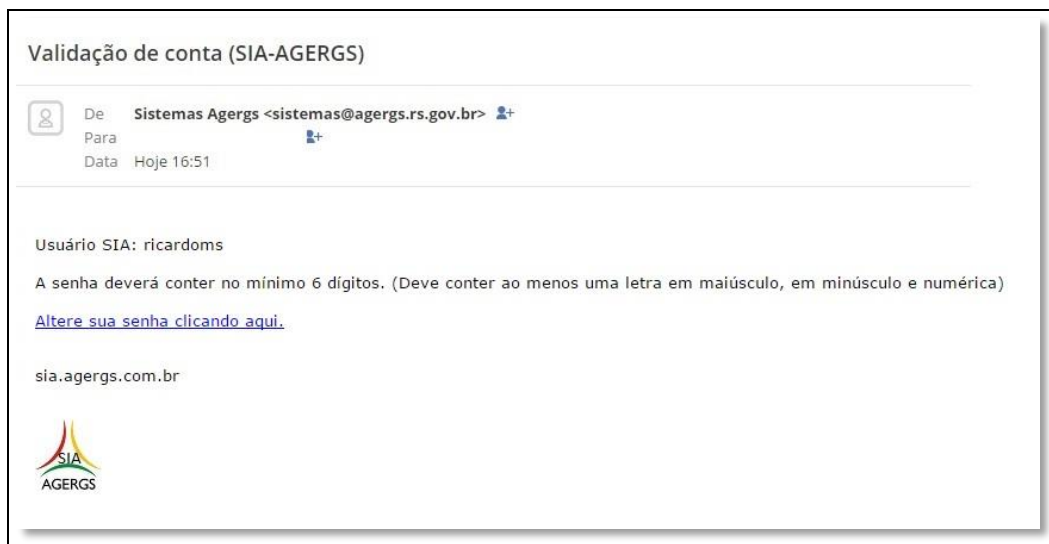 Validação de conta (SIA-AGERGS)
De Sistemas Agergs <sistemas@agergs.rs.gov.br>
Para
Data Hoje 16:51
Usuário SIA: ricardoms
A senha deverá conter no mínimo 6 dígitos. (Deve conter ao menos uma letra em maiúsculo, em minúsculo e numérica)
Altere sua senha clicando aqui.
sia.agergs.com.br
SIA
AGERGS